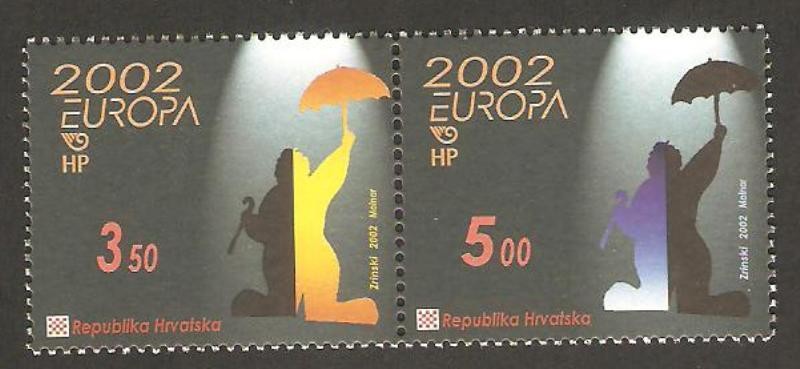 2002
EUROPA
HP
3 50
Zrinski 2002 Molnar
Republika Hrvatska
2002
EUROPA
HP
5 00
Zrinski 2002 Molnar
Republika Hrvatska